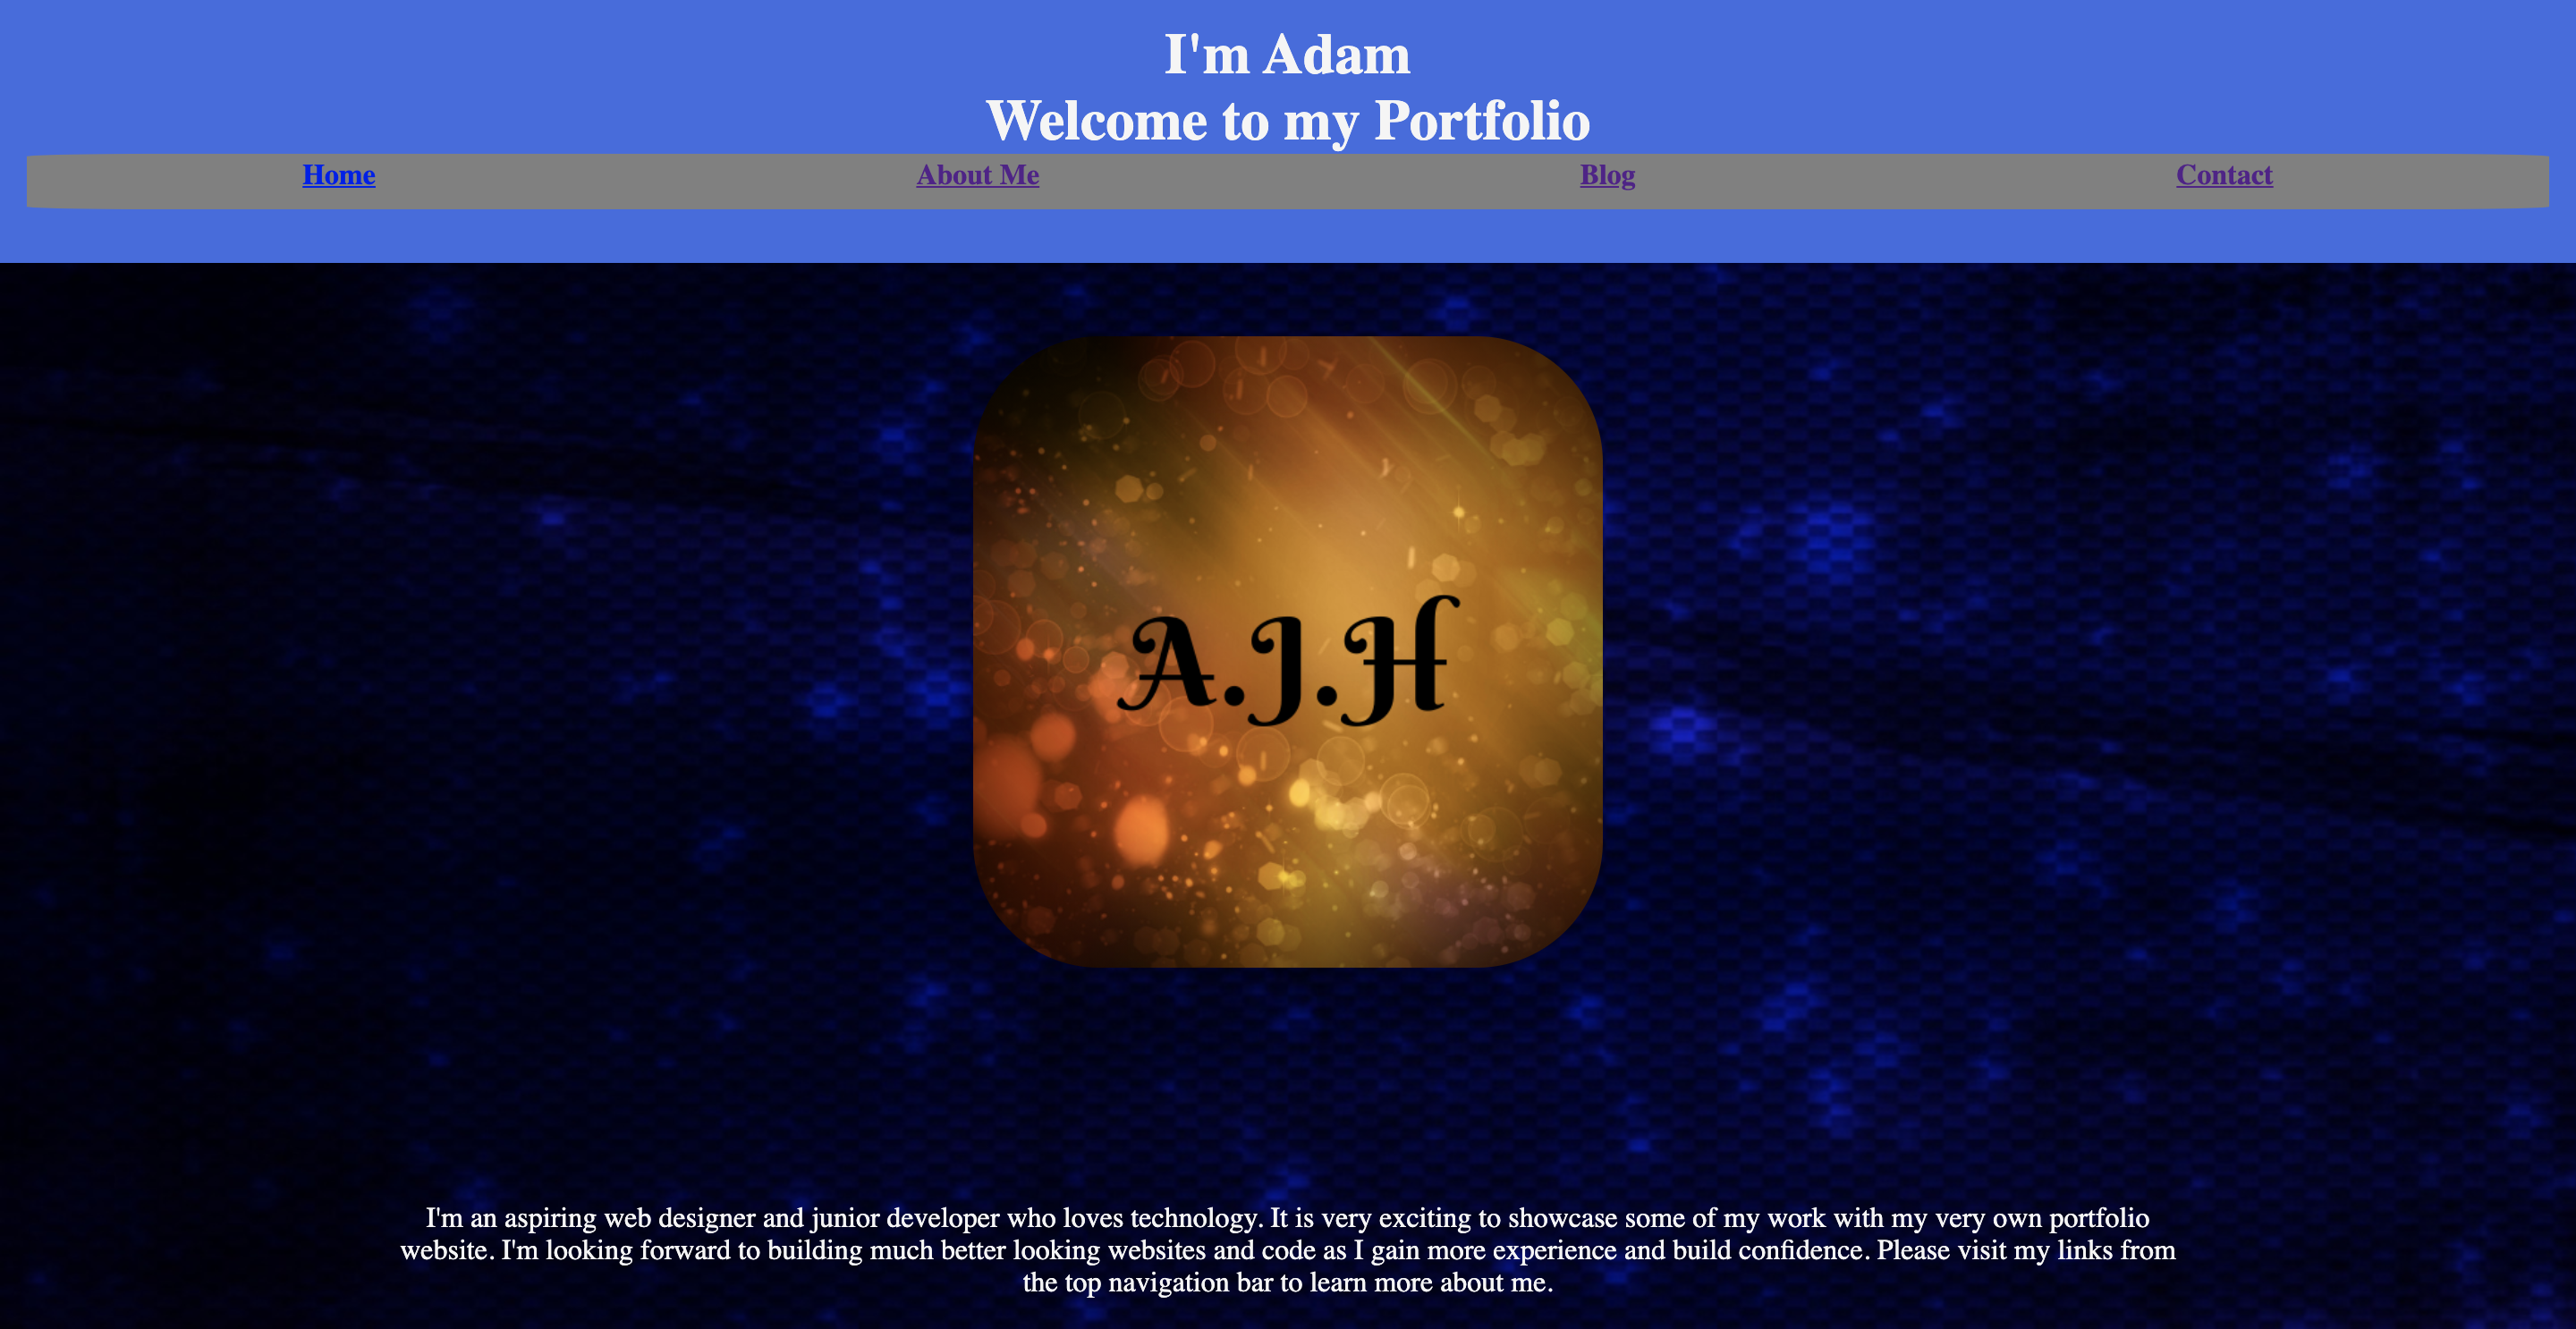 I'm Adam
Welcome to my Portfolio
Home About Me Blog Contact
A.J.H
I'm an aspiring web designer and junior developer who loves technology. It is very exciting to showcase some of my work with my very own portfolio
website. I'm looking forward to building much better looking websites and code as I gain more experience and build confidence. Please visit my links from
the top navigation bar to learn more about me.